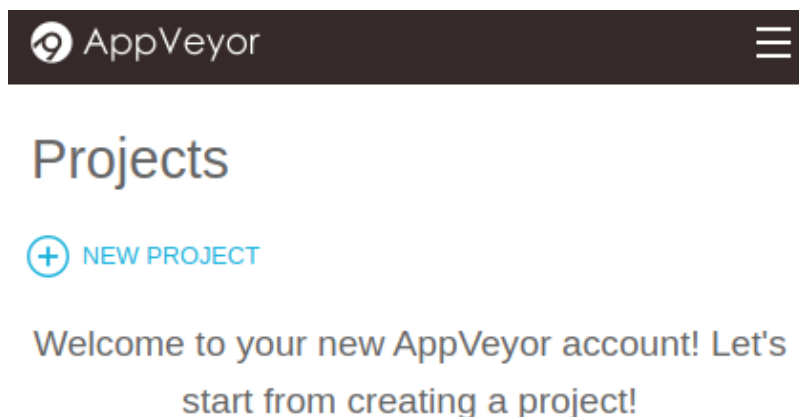 AppVeyor
Projects
NEW PROJECT
Welcome to your new AppVeyor account! Let's
start from creating a project!